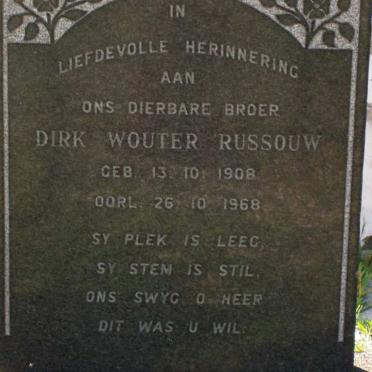 IN
LIEFDEVOLLE HERINNERING
AAN
ONS DIERBARE BROER
DIRK WOUTER RUSSOUW
GEB. 13. 10. 1908
OORL. 26. 10. 1968
SY PLEK IS LEEG,
SY STEM IS STIL,
ONS SWYG, O HEER
DIT WAS U WIL.